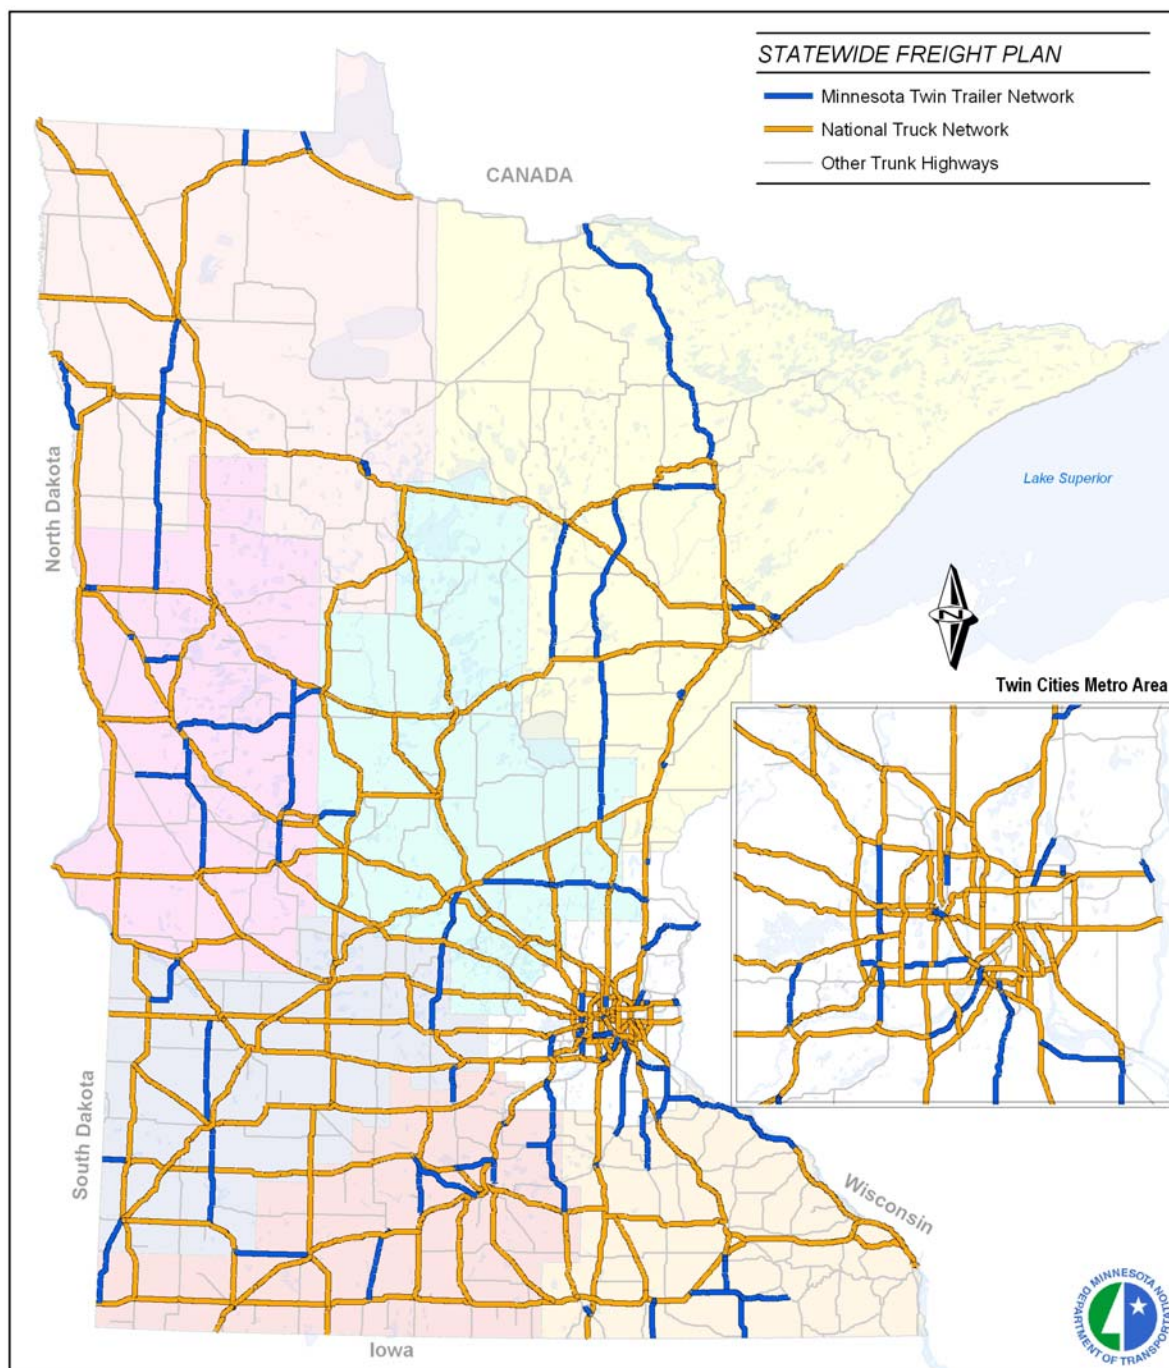 STATEWIDE FREIGHT PLAN
Minnesota Twin Trailer Network
National Truck Network
Other Trunk Highways
CANADA
North Dakota
Lake Superior
N
Twin Cities Metro Area
South Dakota
Wisconsin
Iowa
MINNESOTA DEPARTMENT OF TRANSPORTATION